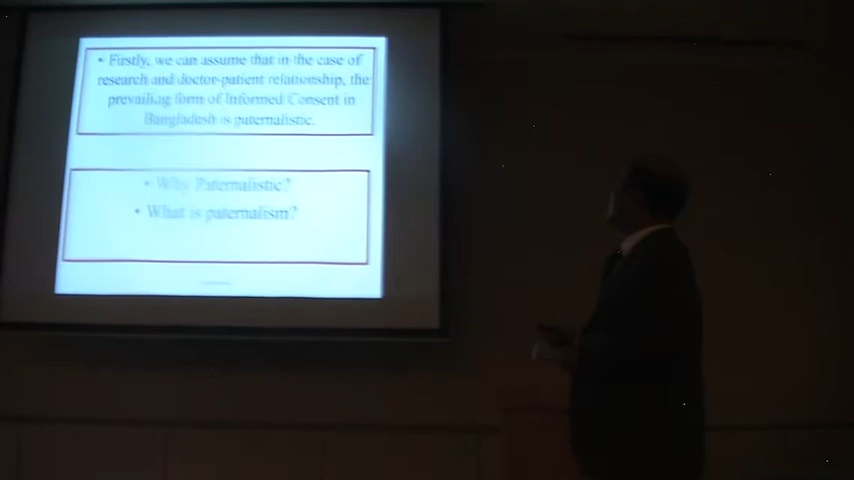 • Firstly, we can assume that in the case of
research and doctor-patient relationship, the
prevailing form of Informed Consent in
Bangladesh is paternalistic.
• Why Paternalistic?
• What is paternalism?